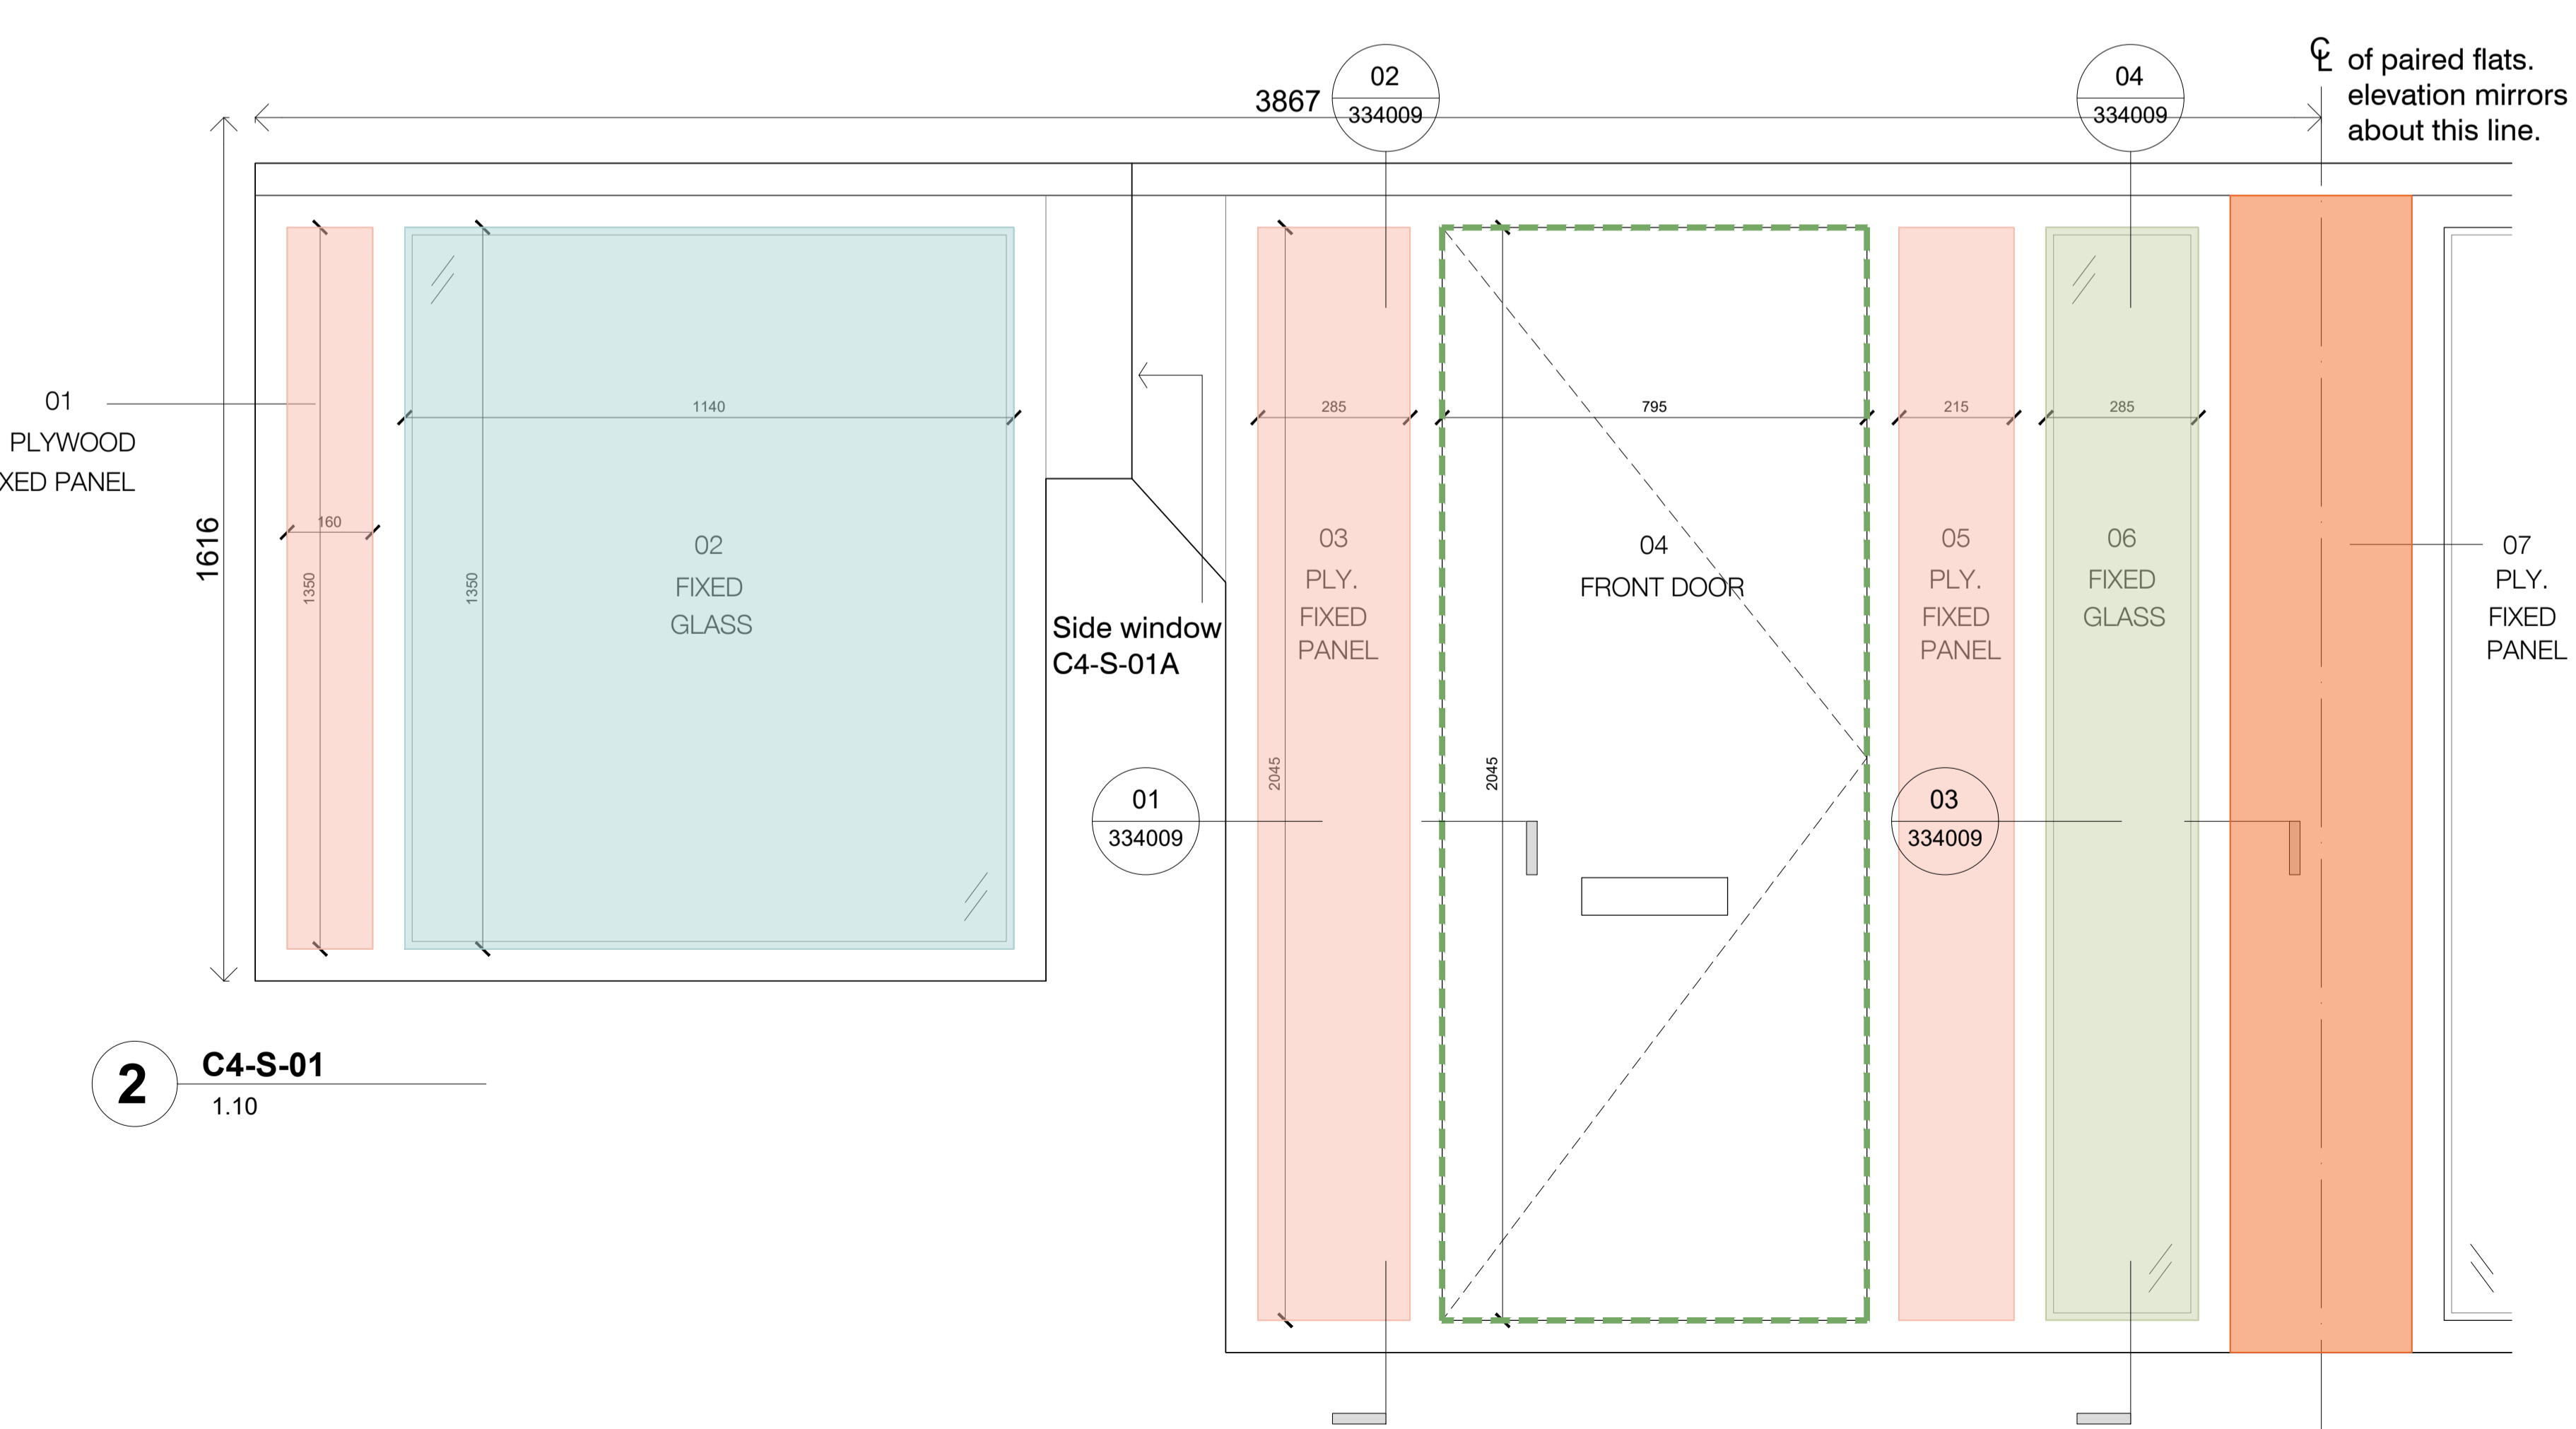 ℄ of paired flats.
elevation mirrors
about this line.
3867
02
334009
04
334009
01
PLYWOOD
XED PANEL
1616
160
1350
1140
1350
02
FIXED
GLASS
Side window
C4-S-01A
285
03
PLY.
FIXED
PANEL
2045
795
04
FRONT DOOR
2045
215
05
PLY.
FIXED
PANEL
285
06
FIXED
GLASS
07
PLY.
FIXED
PANEL
01
334009
03
334009
2
C4-S-01
1.10